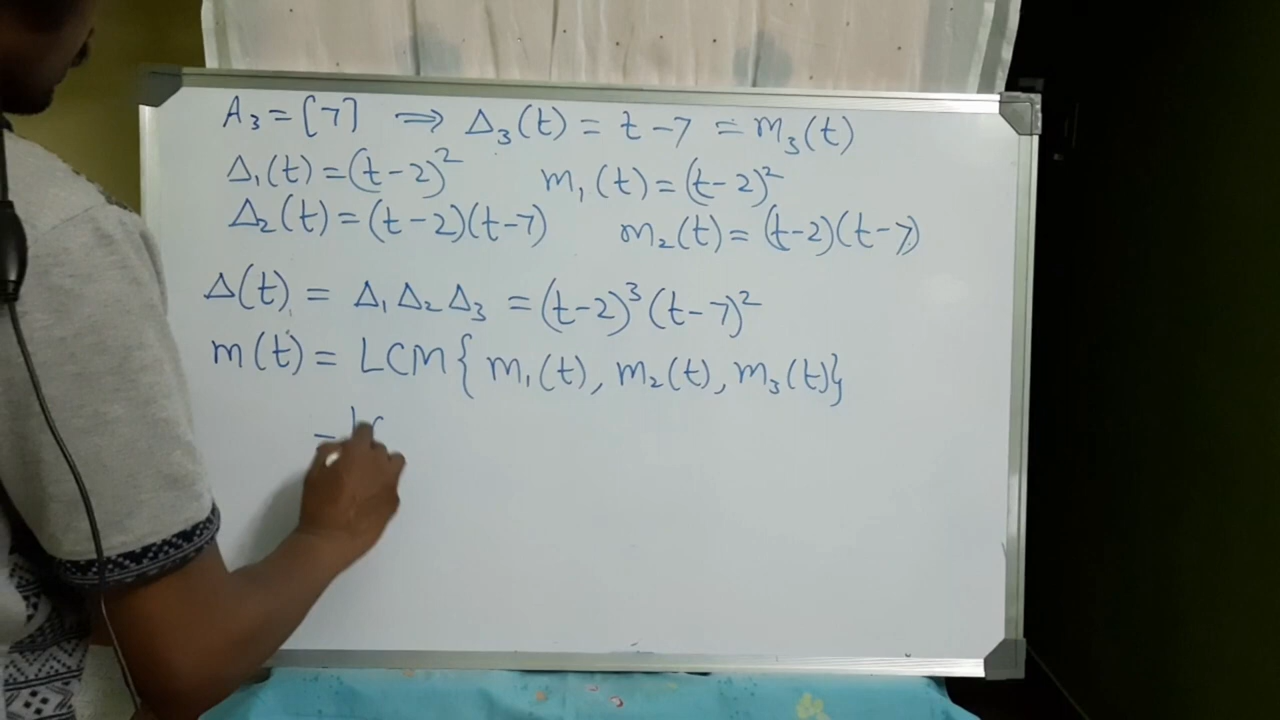 A₃ = [7] ⇒ Δ₃(t) = t − 7 = m₃(t)
Δ₁(t) = (t−2)² m₁(t) = (t−2)²
Δ₂(t) = (t−2)(t−7) m₂(t) = (t−2)(t−7)
Δ(t) = Δ₁ Δ₂ Δ₃ = (t−2)³ (t−7)²
m(t) = LCM{ m₁(t), m₂(t), m₃(t)}
= LC